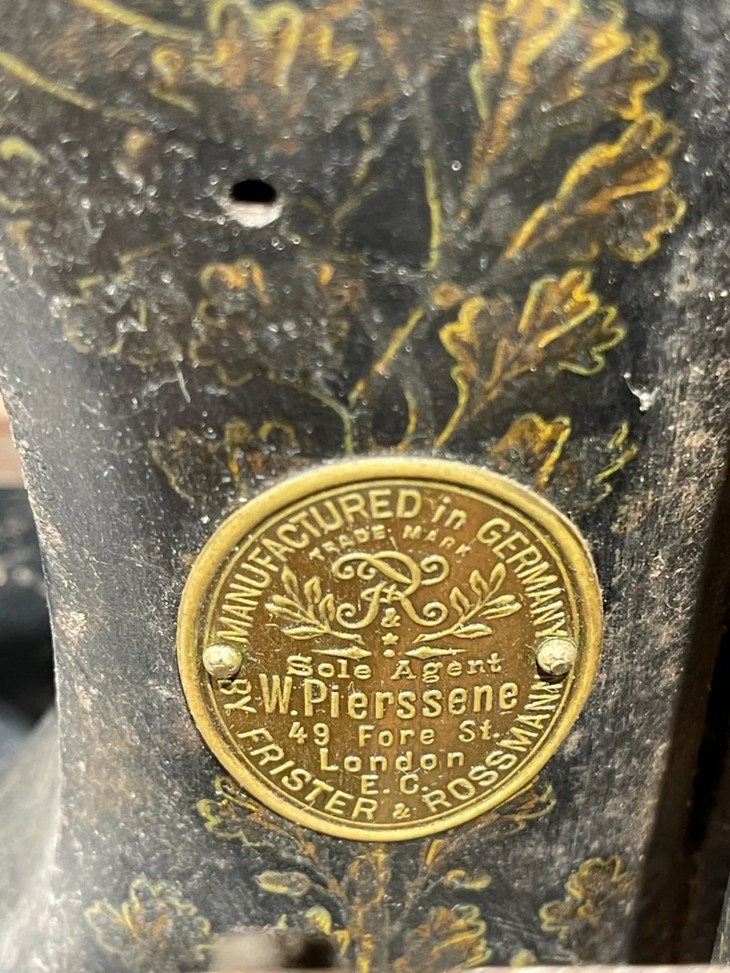 MANUFACTURED in GERMANY
TRADE MARK
R
&
Sole Agent
W. Pierssene
49 Fore St.
London
E.C.
BY FRISTER & ROSSMANN